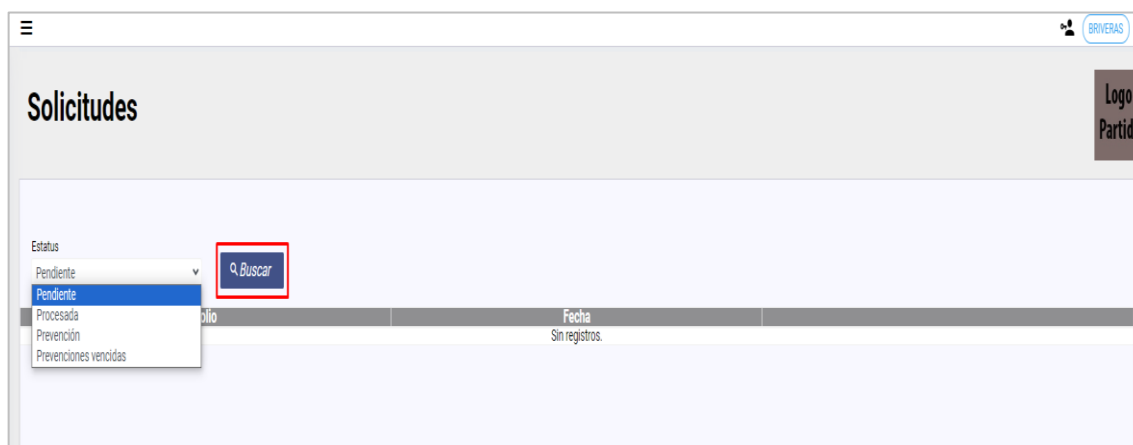 BRIVERAS
Solicitudes
Logo
Partid
Estatus
Pendiente
Buscar
Pendiente
Procesada
Prevención
Prevenciones vencidas
olio
Fecha
Sin registros.